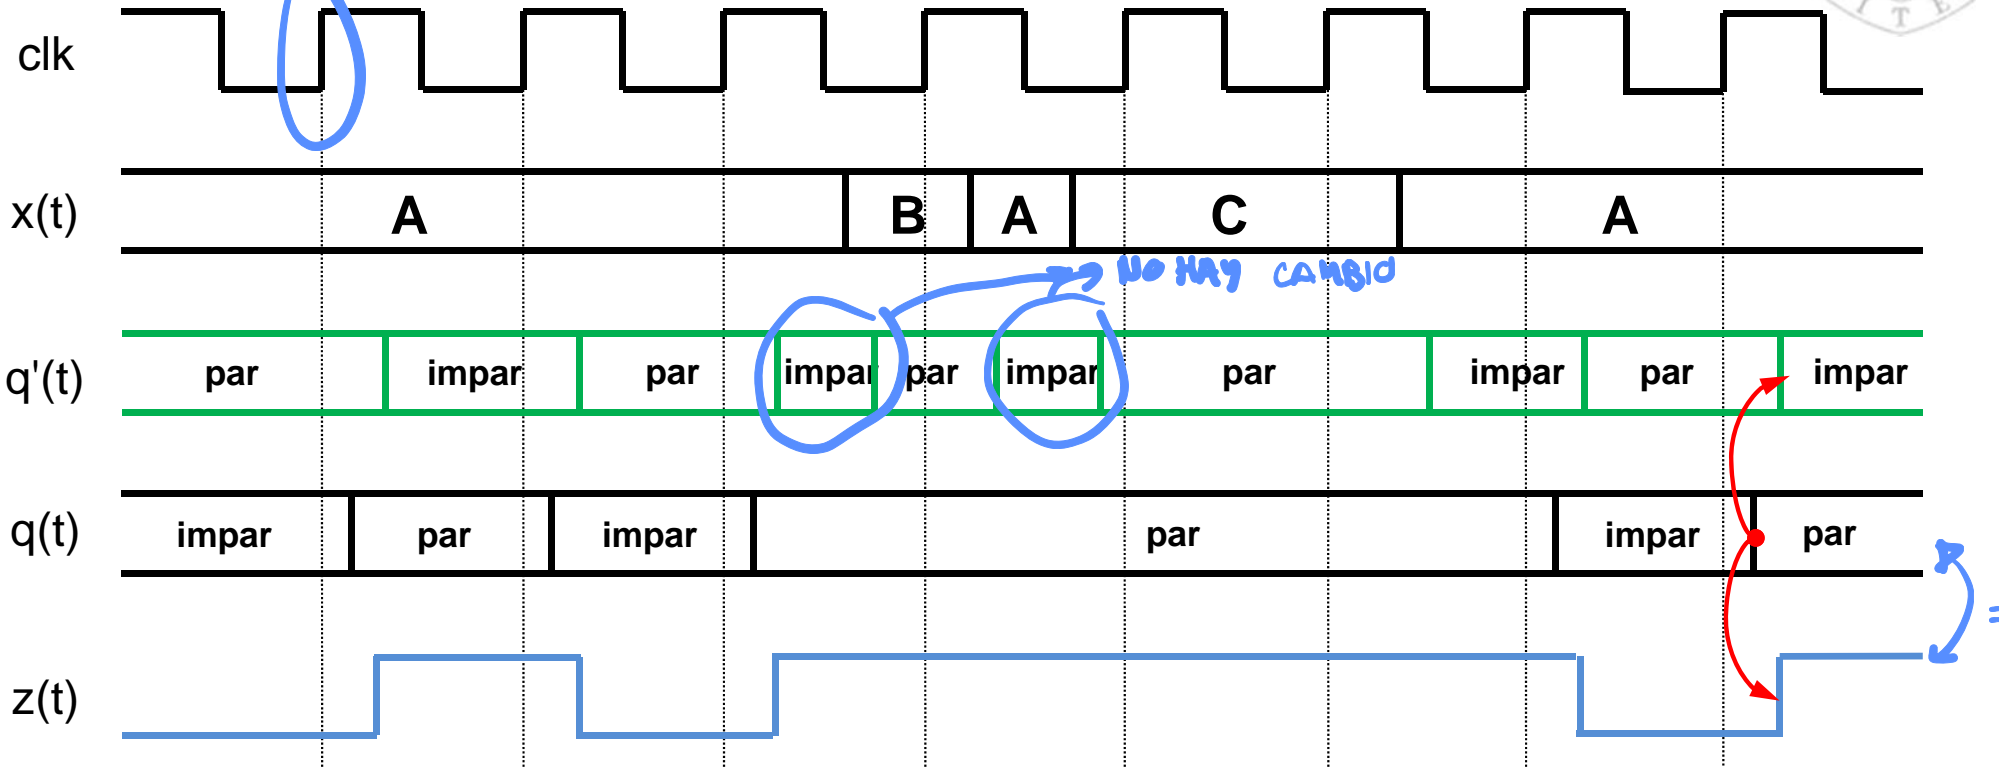 I T E
clk
x(t) A B A C A
NO HAY CAMBIO
q'(t) par impar par impar par impar par impar par impar
q(t) impar par impar par impar par
z(t)
=